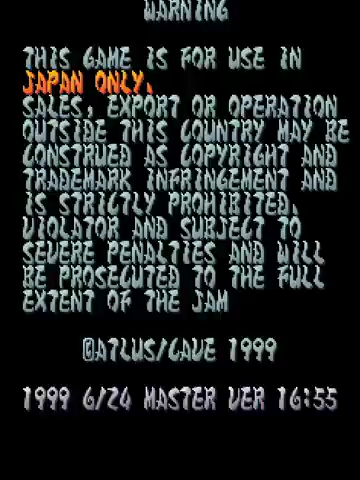 WARNING
THIS GAME IS FOR USE IN
JAPAN ONLY.
SALES, EXPORT OR OPERATION
OUTSIDE THIS COUNTRY MAY BE
CONSTRUED AS COPYRIGHT AND
TRADEMARK INFRINGEMENT AND
IS STRICTLY PROHIBITED.
VIOLATOR AND SUBJECT TO
SEVERE PENALTIES AND WILL
BE PROSECUTED TO THE FULL
EXTENT OF THE JAM
©ATLUS/CAVE 1999
1999 6/24 MASTER VER 16:55